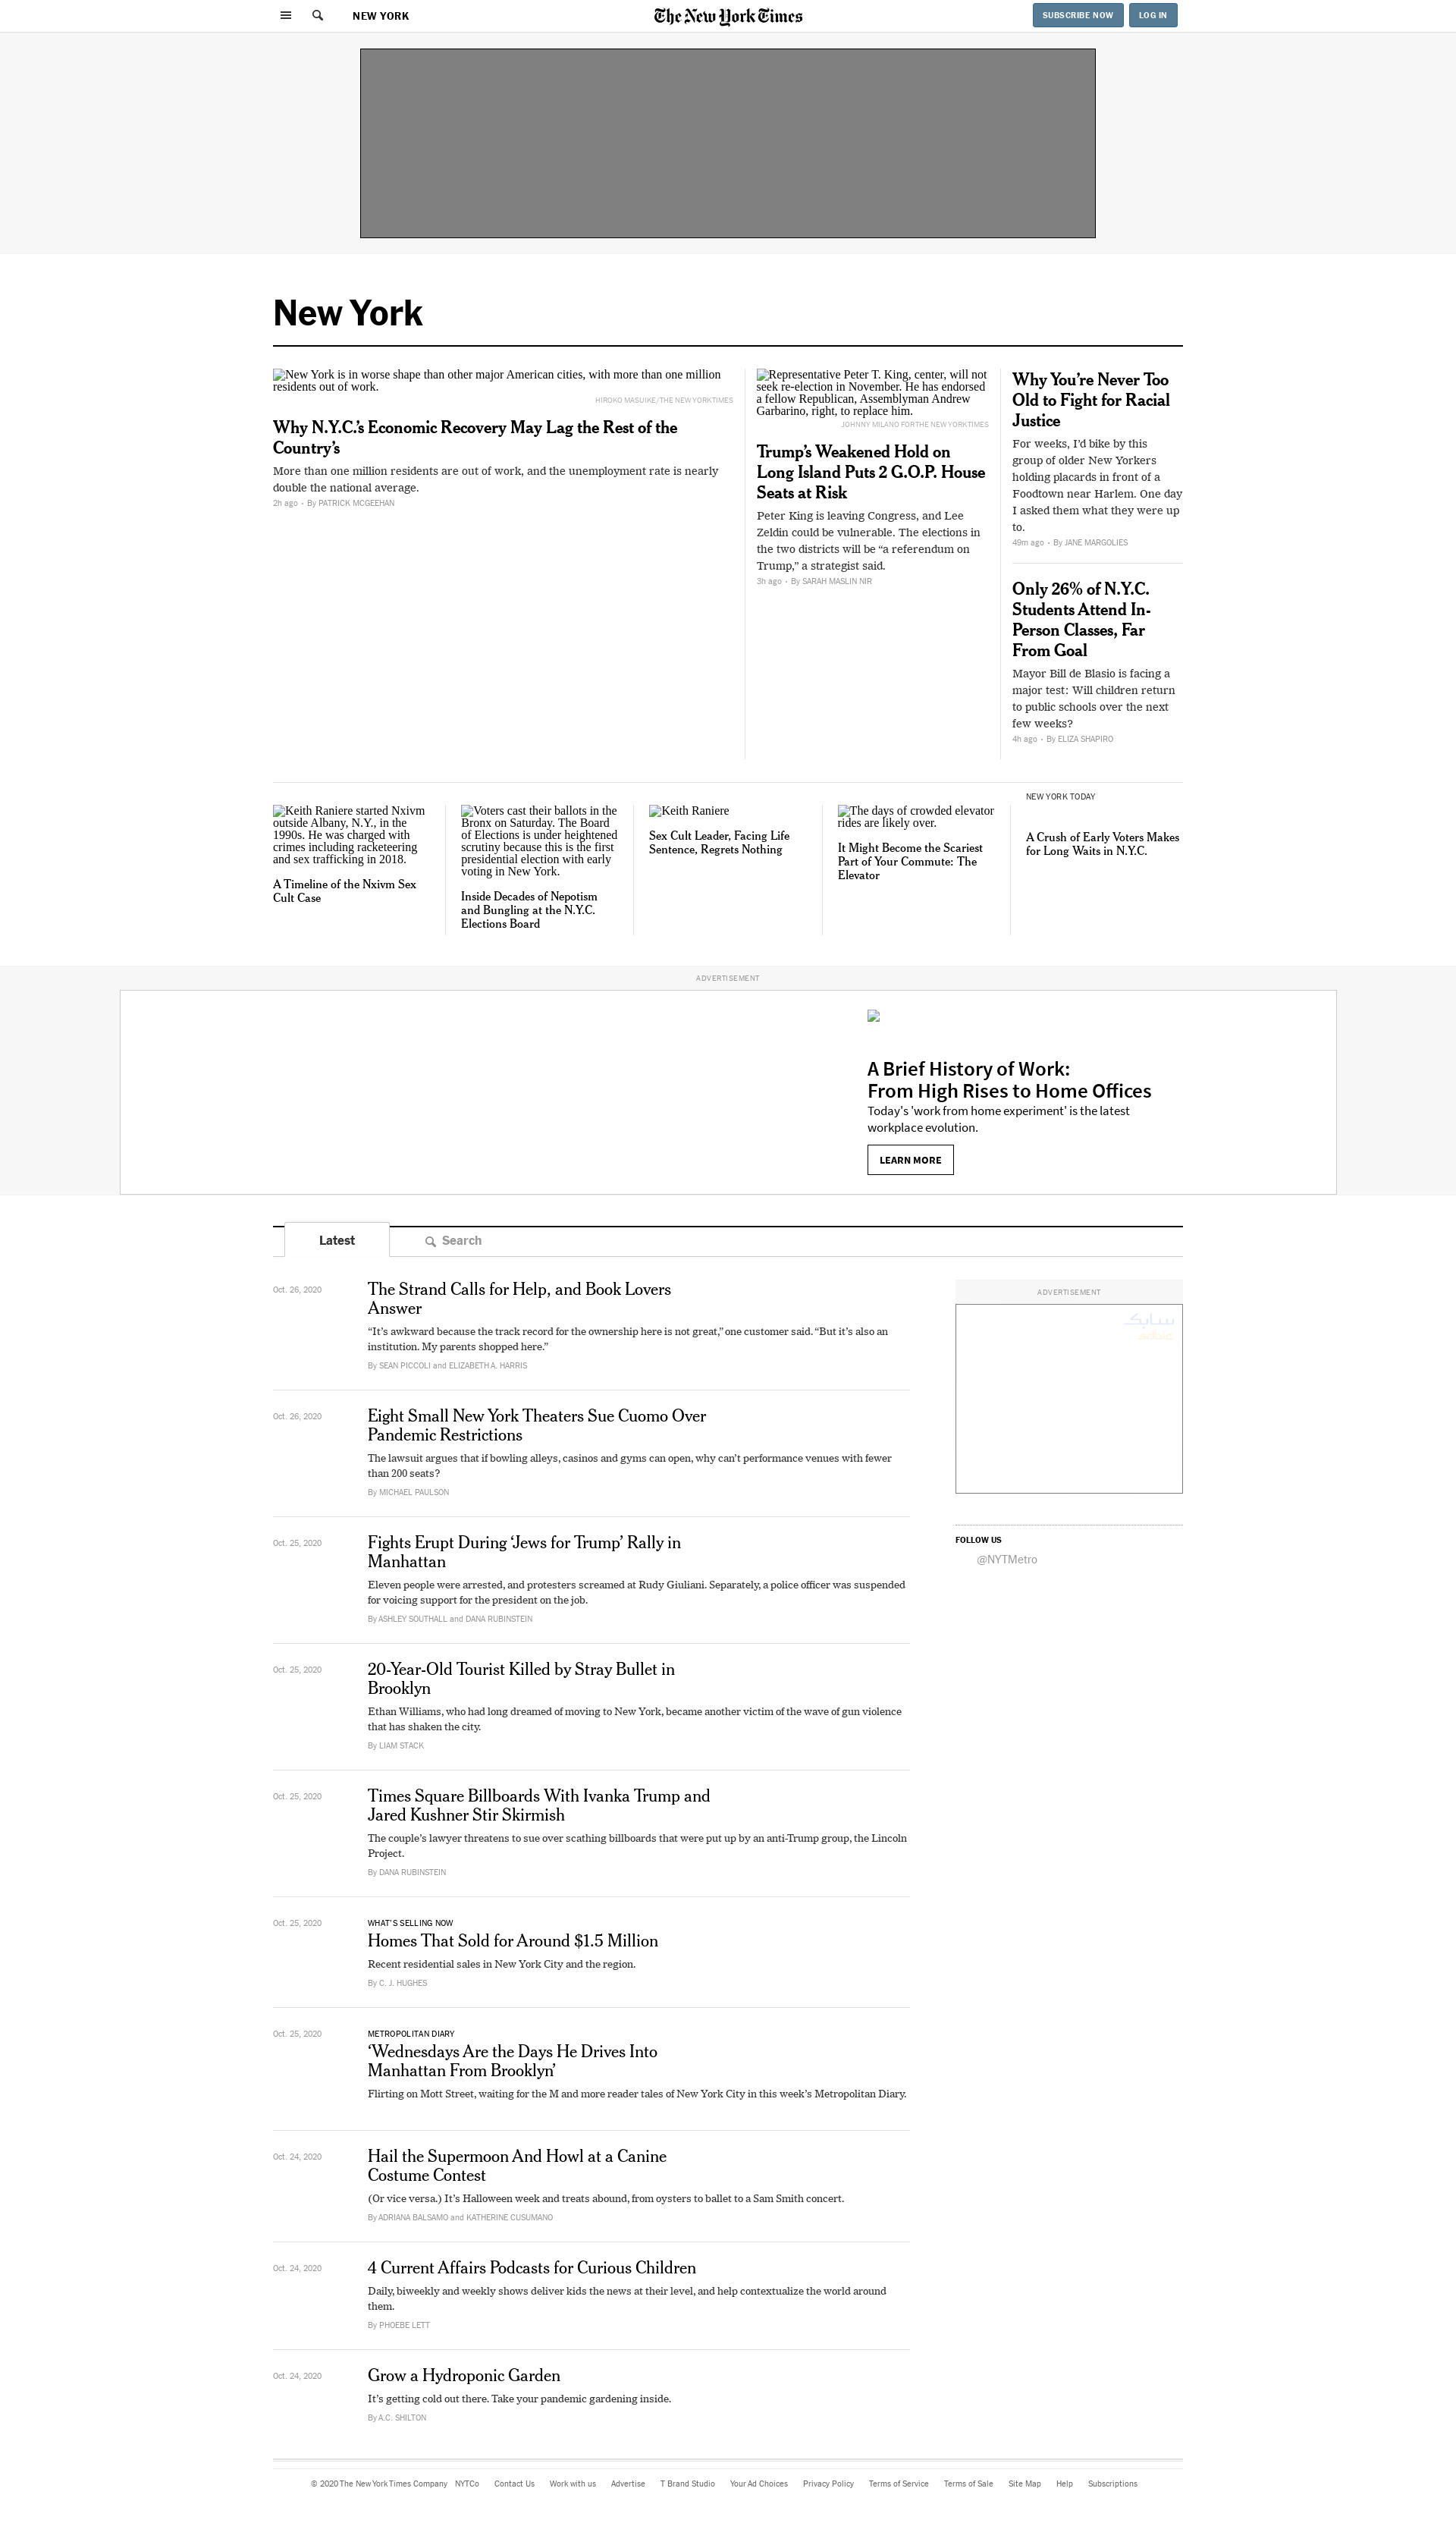 NEW YORK
The New York Times
SUBSCRIBE NOW
LOG IN
New York
New York is in worse shape than other major American cities, with more than one million
residents out of work.
HIROKO MASUIKE/THE NEW YORK TIMES
Why N.Y.C.’s Economic Recovery May Lag the Rest of the
Country’s
More than one million residents are out of work, and the unemployment rate is nearly
double the national average.
2h ago • By PATRICK MCGEEHAN
Representative Peter T. King, center, will not
seek re-election in November. He has endorsed
a fellow Republican, Assemblyman Andrew
Garbarino, right, to replace him.
JOHNNY MILANO FOR THE NEW YORK TIMES
Trump’s Weakened Hold on
Long Island Puts 2 G.O.P. House
Seats at Risk
Peter King is leaving Congress, and Lee
Zeldin could be vulnerable. The elections in
the two districts will be “a referendum on
Trump,” a strategist said.
3h ago • By SARAH MASLIN NIR
Why You’re Never Too
Old to Fight for Racial
Justice
For weeks, I’d bike by this
group of older New Yorkers
holding placards in front of a
Foodtown near Harlem. One day
I asked them what they were up
to.
49m ago • By JANE MARGOLIES
Only 26% of N.Y.C.
Students Attend In-
Person Classes, Far
From Goal
Mayor Bill de Blasio is facing a
major test: Will children return
to public schools over the next
few weeks?
4h ago • By ELIZA SHAPIRO
Keith Raniere started Nxivm
outside Albany, N.Y., in the
1990s. He was charged with
crimes including racketeering
and sex trafficking in 2018.
A Timeline of the Nxivm Sex
Cult Case
Voters cast their ballots in the
Bronx on Saturday. The Board
of Elections is under heightened
scrutiny because this is the first
presidential election with early
voting in New York.
Inside Decades of Nepotism
and Bungling at the N.Y.C.
Elections Board
Keith Raniere
Sex Cult Leader, Facing Life
Sentence, Regrets Nothing
The days of crowded elevator
rides are likely over.
It Might Become the Scariest
Part of Your Commute: The
Elevator
NEW YORK TODAY
A Crush of Early Voters Makes
for Long Waits in N.Y.C.
ADVERTISEMENT
A Brief History of Work:
From High Rises to Home Offices
Today's 'work from home experiment' is the latest
workplace evolution.
LEARN MORE
Latest
Search
Oct. 26, 2020
The Strand Calls for Help, and Book Lovers
Answer
“It’s awkward because the track record for the ownership here is not great,” one customer said. “But it’s also an
institution. My parents shopped here.”
By SEAN PICCOLI and ELIZABETH A. HARRIS
Oct. 26, 2020
Eight Small New York Theaters Sue Cuomo Over
Pandemic Restrictions
The lawsuit argues that if bowling alleys, casinos and gyms can open, why can’t performance venues with fewer
than 200 seats?
By MICHAEL PAULSON
Oct. 25, 2020
Fights Erupt During ‘Jews for Trump’ Rally in
Manhattan
Eleven people were arrested, and protesters screamed at Rudy Giuliani. Separately, a police officer was suspended
for voicing support for the president on the job.
By ASHLEY SOUTHALL and DANA RUBINSTEIN
Oct. 25, 2020
20-Year-Old Tourist Killed by Stray Bullet in
Brooklyn
Ethan Williams, who had long dreamed of moving to New York, became another victim of the wave of gun violence
that has shaken the city.
By LIAM STACK
Oct. 25, 2020
Times Square Billboards With Ivanka Trump and
Jared Kushner Stir Skirmish
The couple’s lawyer threatens to sue over scathing billboards that were put up by an anti-Trump group, the Lincoln
Project.
By DANA RUBINSTEIN
Oct. 25, 2020
WHAT’S SELLING NOW
Homes That Sold for Around $1.5 Million
Recent residential sales in New York City and the region.
By C. J. HUGHES
Oct. 25, 2020
METROPOLITAN DIARY
‘Wednesdays Are the Days He Drives Into
Manhattan From Brooklyn’
Flirting on Mott Street, waiting for the M and more reader tales of New York City in this week’s Metropolitan Diary.
Oct. 24, 2020
Hail the Supermoon And Howl at a Canine
Costume Contest
(Or vice versa.) It’s Halloween week and treats abound, from oysters to ballet to a Sam Smith concert.
By ADRIANA BALSAMO and KATHERINE CUSUMANO
Oct. 24, 2020
4 Current Affairs Podcasts for Curious Children
Daily, biweekly and weekly shows deliver kids the news at their level, and help contextualize the world around
them.
By PHOEBE LETT
Oct. 24, 2020
Grow a Hydroponic Garden
It’s getting cold out there. Take your pandemic gardening inside.
By A.C. SHILTON
ADVERTISEMENT
سابك
sabic
FOLLOW US
@NYTMetro
© 2020 The New York Times Company NYTCo Contact Us Work with us Advertise T Brand Studio Your Ad Choices Privacy Policy Terms of Service Terms of Sale Site Map Help Subscriptions